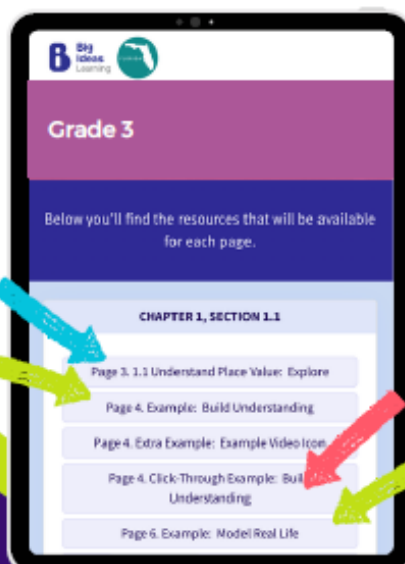 Big
Ideas
Learning
Grade 3
Below you'll find the resources that will be available
for each page.
CHAPTER 1, SECTION 1.1
Page 3. 1.1 Understand Place Value: Explore
Page 4. Example: Build Understanding
Page 4. Extra Example: Example Video Icon
Page 4. Click-Through Example: Buil
Understanding
Page 6. Example: Model Real Life